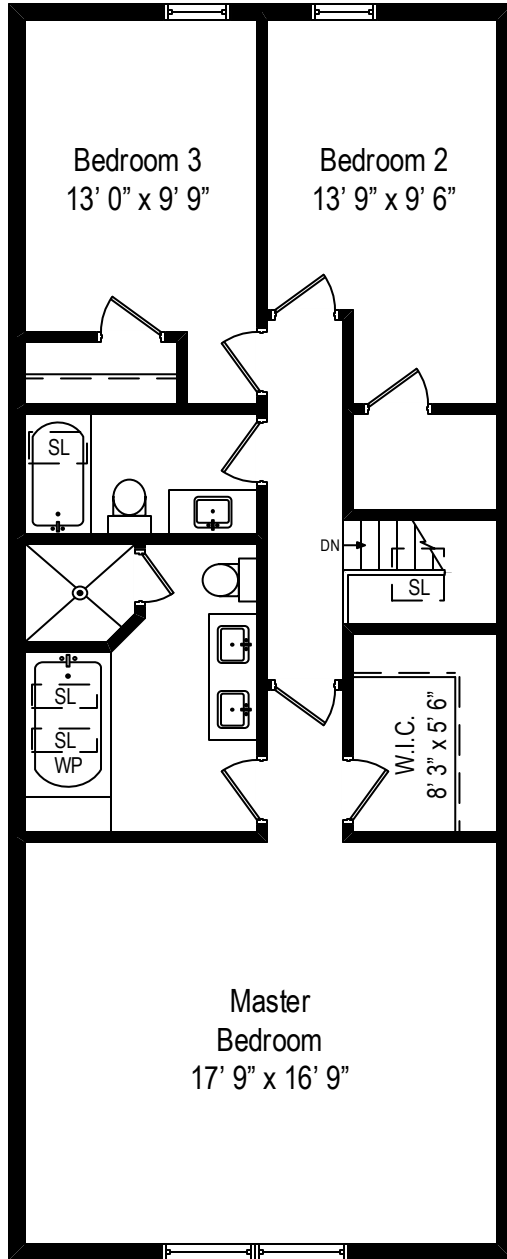 Bedroom 3
13’ 0” x 9’ 9”
Bedroom 2
13’ 9” x 9’ 6”
SL
DN
SL
SL
SL
WP
W.I.C.
8’ 3” x 5’ 6”
Master
Bedroom
17’ 9” x 16’ 9”